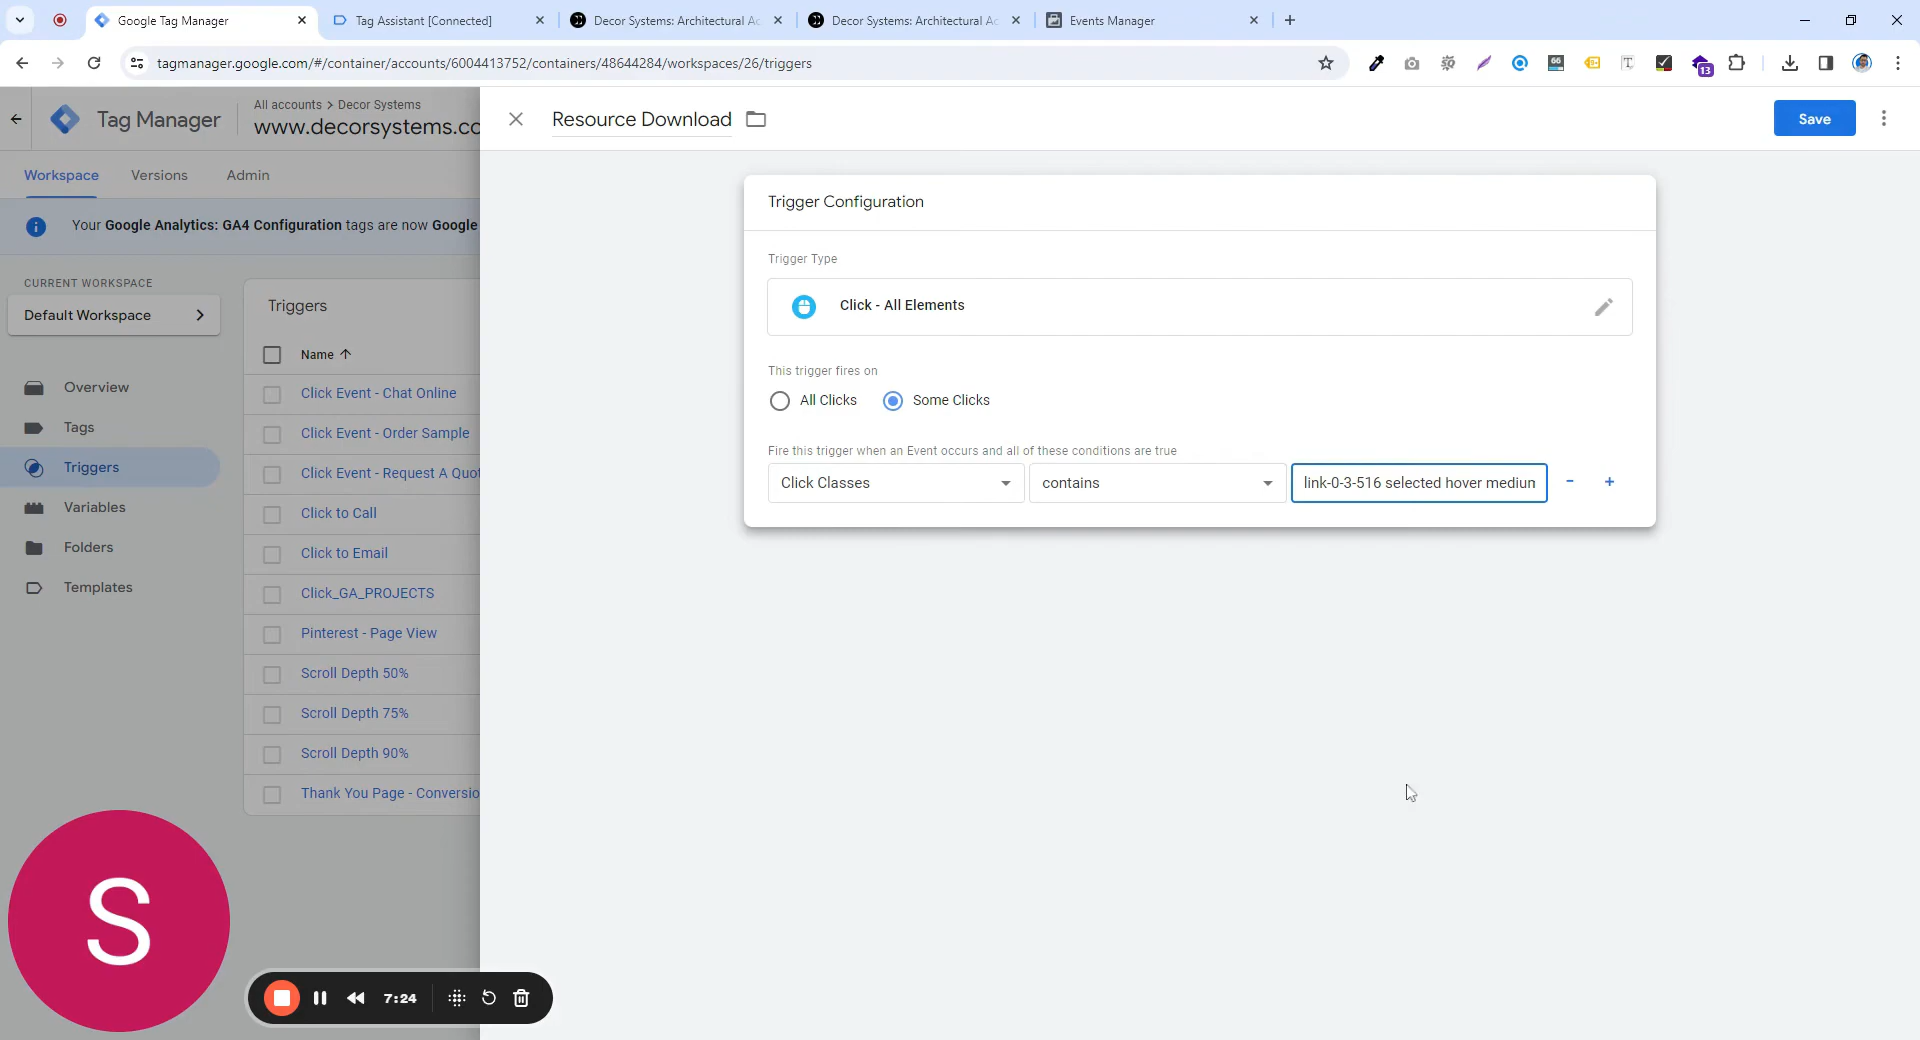 Google Tag Manager
Tag Assistant [Connected]
Decor Systems: Architectural Ac
Decor Systems: Architectural Ac
Events Manager
tagmanager.google.com/#/container/accounts/6004413752/containers/48644284/workspaces/26/triggers
13
Tag Manager
All accounts > Decor Systems
www.decorsystems.co
Resource Download
Save
Workspace
Versions
Admin
Your Google Analytics: GA4 Configuration tags are now Google
CURRENT WORKSPACE
Default Workspace
Overview
Tags
Triggers
Variables
Folders
Templates
Triggers
Name
Click Event - Chat Online
Click Event - Order Sample
Click Event - Request A Quot
Click to Call
Click to Email
Click_GA_PROJECTS
Pinterest - Page View
Scroll Depth 50%
Scroll Depth 75%
Scroll Depth 90%
Thank You Page - Conversio
Trigger Configuration
Trigger Type
Click - All Elements
This trigger fires on
All Clicks
Some Clicks
Fire this trigger when an Event occurs and all of these conditions are true
Click Classes
contains
link-0-3-516 selected hover medium
S
7:24